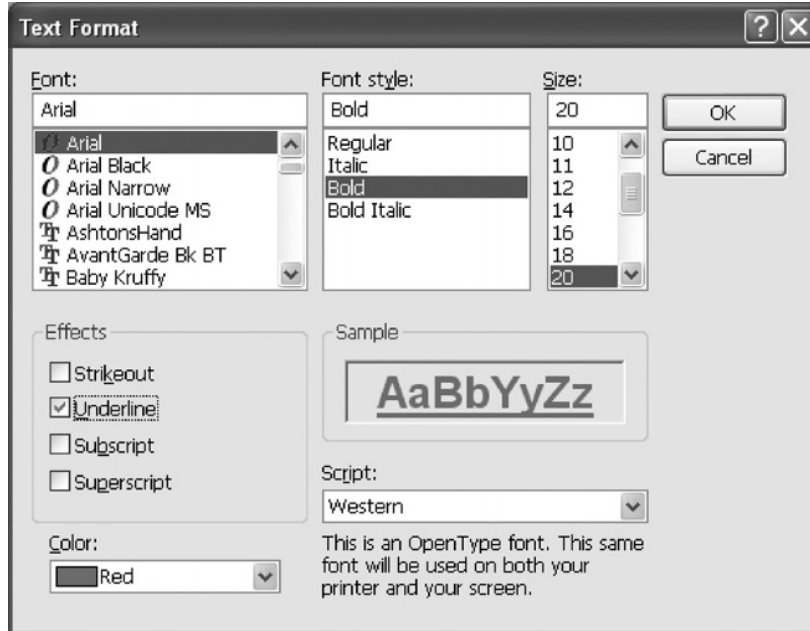 Text Format
Font:
Arial
Arial
Arial Black
Arial Narrow
Arial Unicode MS
AshtonsHand
AvantGarde Bk BT
Baby Kruffy
Font style:
Bold
Regular
Italic
Bold
Bold Italic
Size:
20
10
11
12
14
16
18
20
OK
Cancel
Effects
Strikeout
Underline
Subscript
Superscript
Color:
Red
Sample
AaBbYyZz
Script:
Western
This is an OpenType font. This same
font will be used on both your
printer and your screen.